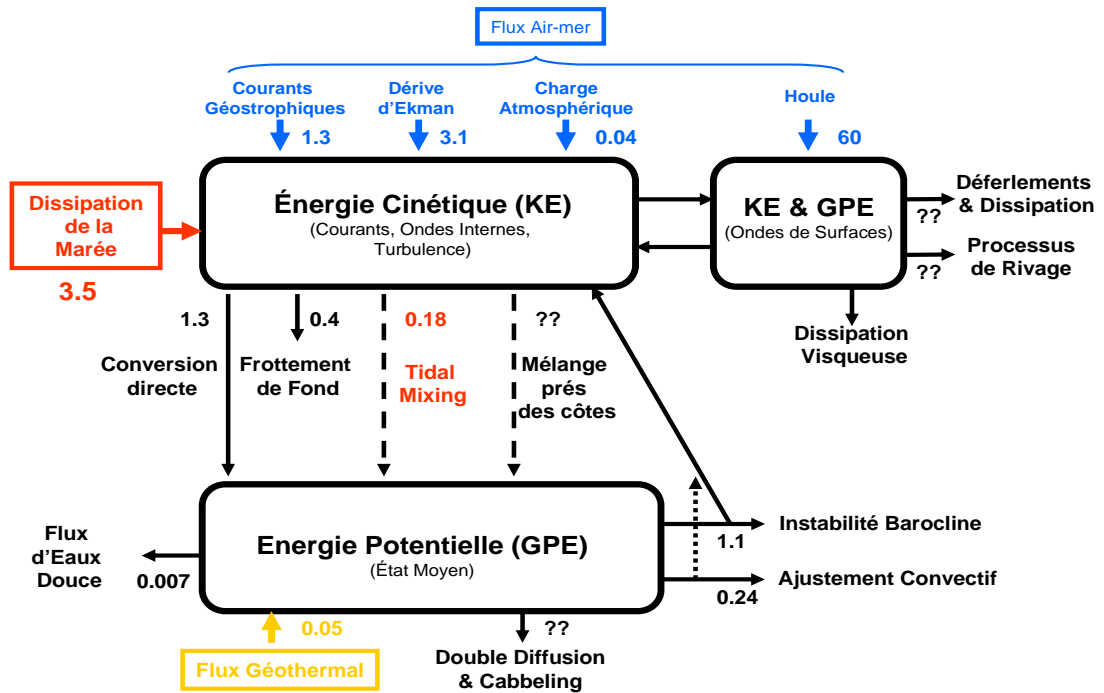 Flux Air-mer
Courants
Géostrophiques
1.3
Dérive
d’Ekman
3.1
Charge
Atmosphérique
0.04
Houle
60
Dissipation
de la
Marée
3.5
Énergie Cinétique (KE)
(Courants, Ondes Internes,
Turbulence)
KE & GPE
(Ondes de Surfaces)
Déferlements
& Dissipation
??
Processus
de Rivage
??
Dissipation
Visqueuse
1.3
Conversion
directe
0.4
Frottement
de Fond
0.18
Tidal
Mixing
??
Mélange
prés
des côtes
Energie Potentielle (GPE)
(État Moyen)
Flux
d’Eaux
Douce
0.007
Instabilité Barocline
1.1
Ajustement Convectif
0.24
0.05
Flux Géothermal
??
Double Diffusion
& Cabbeling